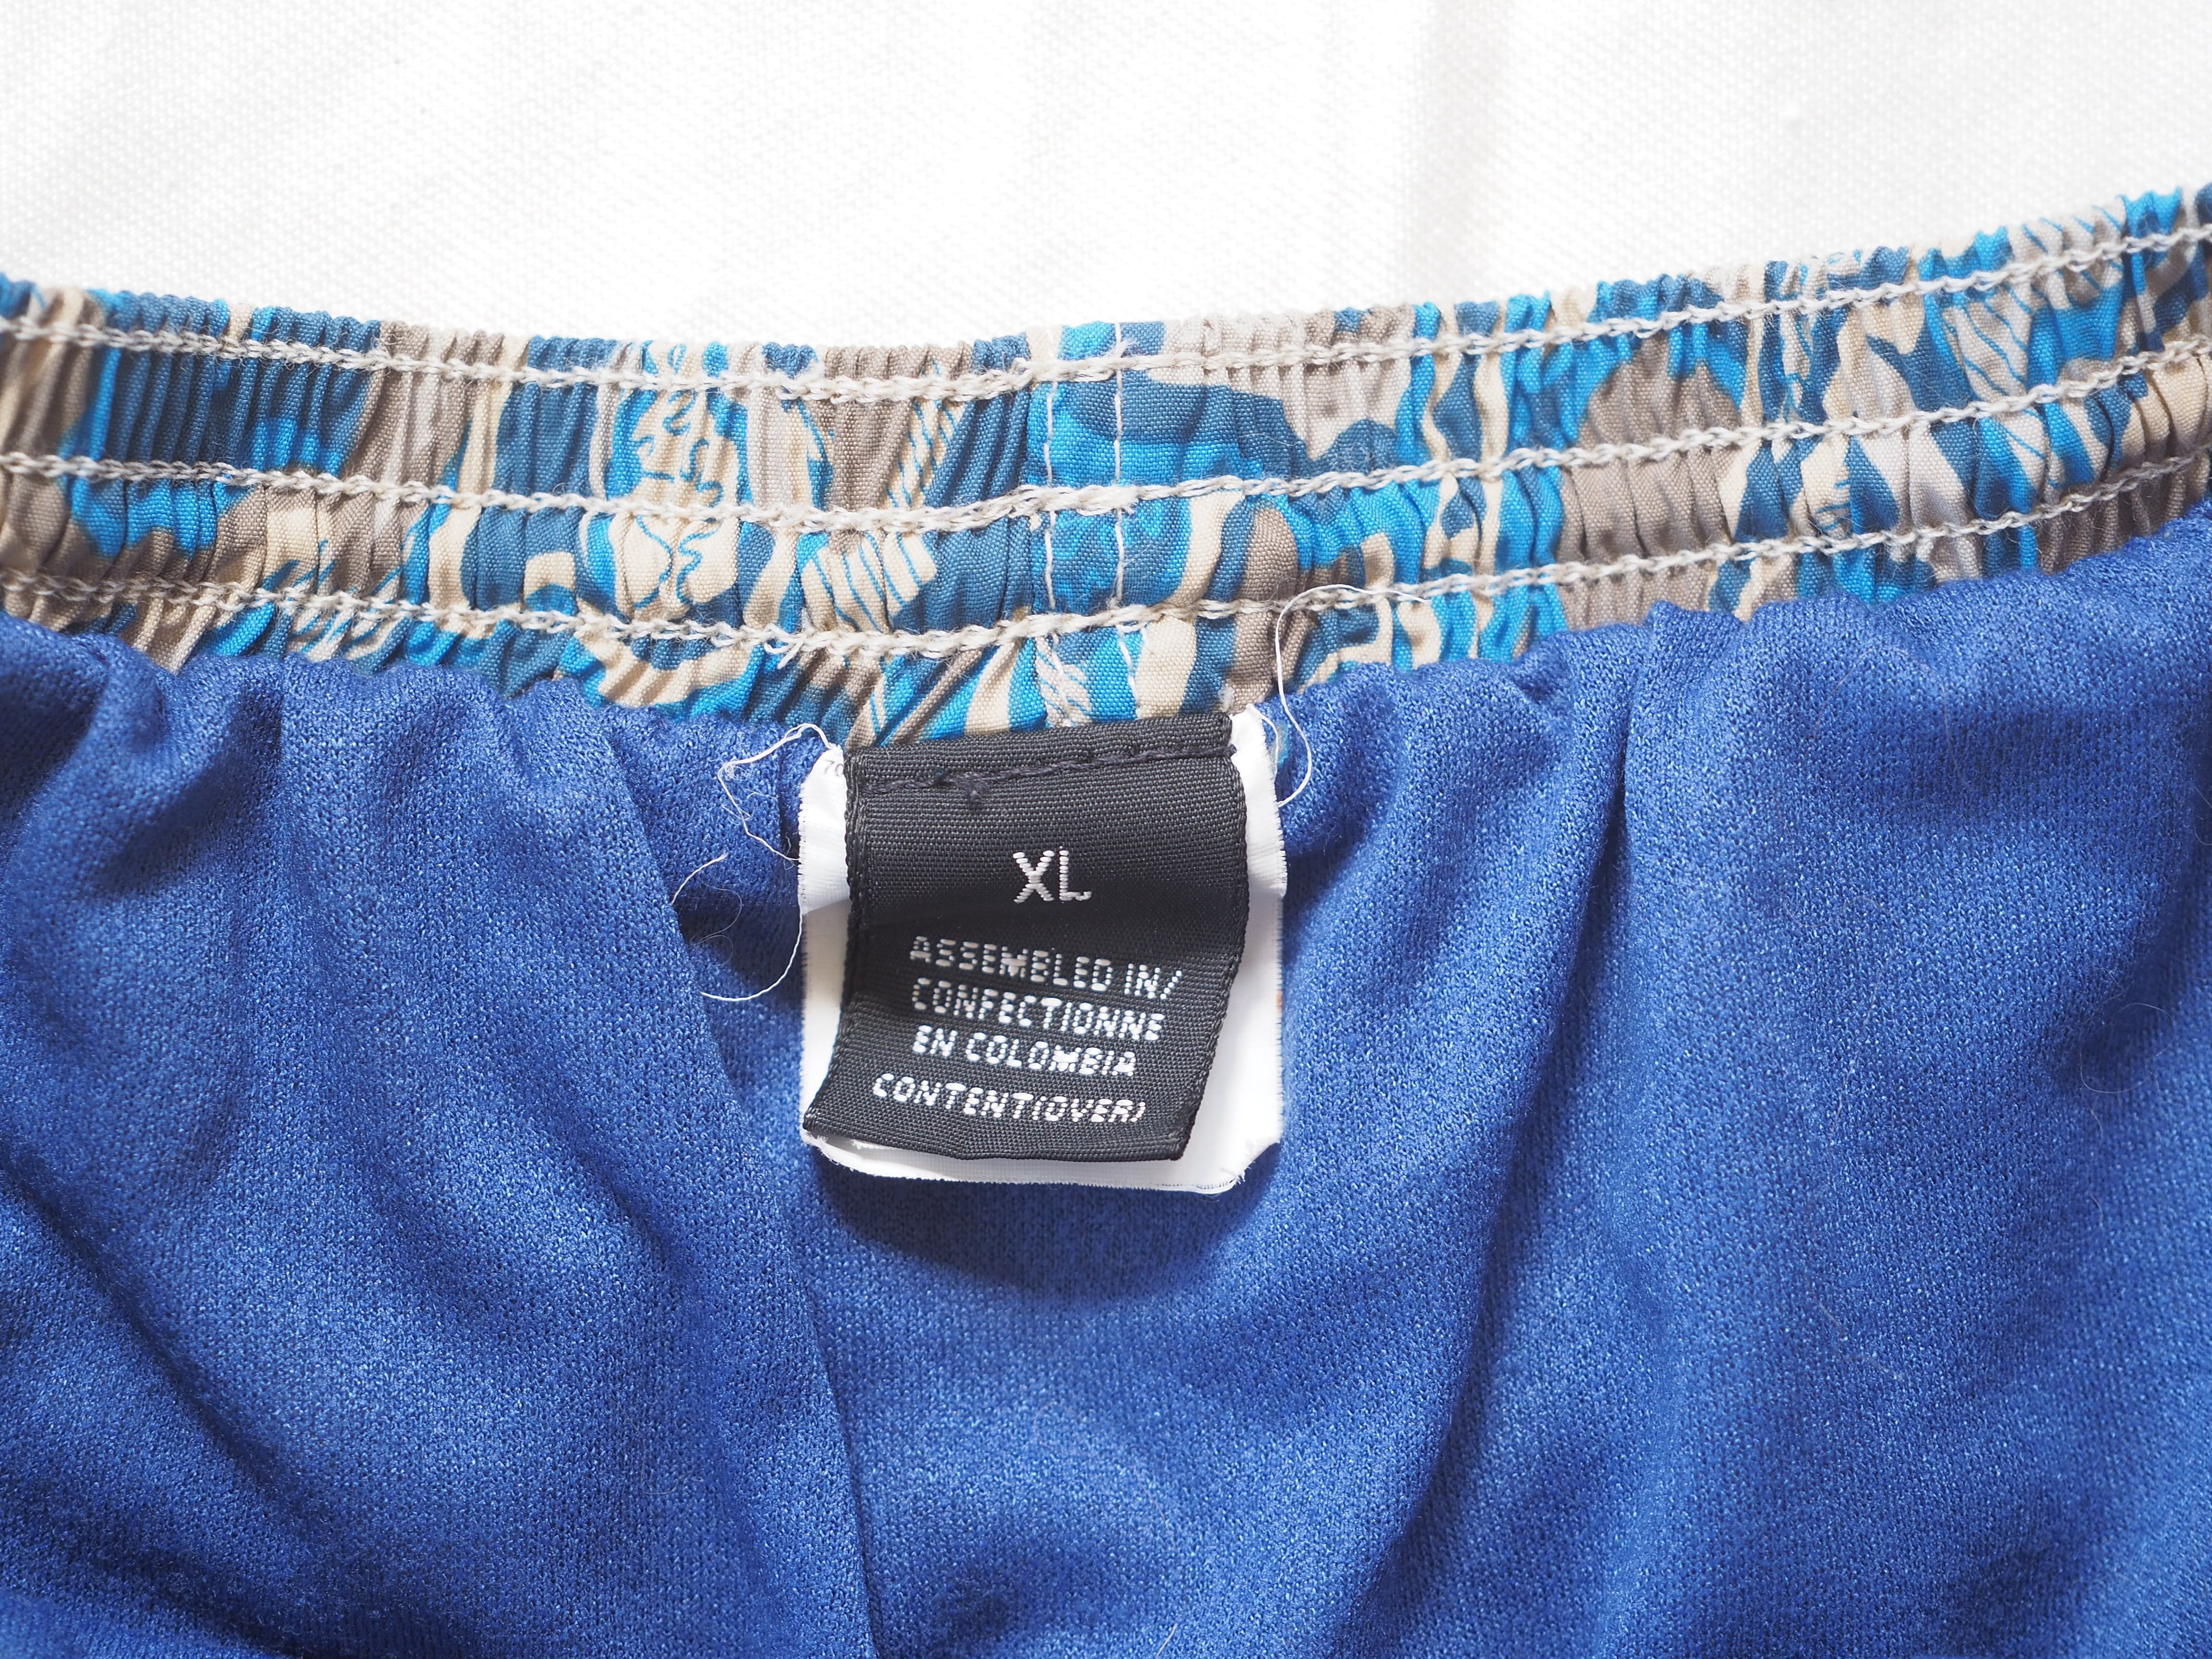 XL
ASSEMBLED IN/
CONFECTIONNE
EN COLOMBIA
CONTENT(OVER)